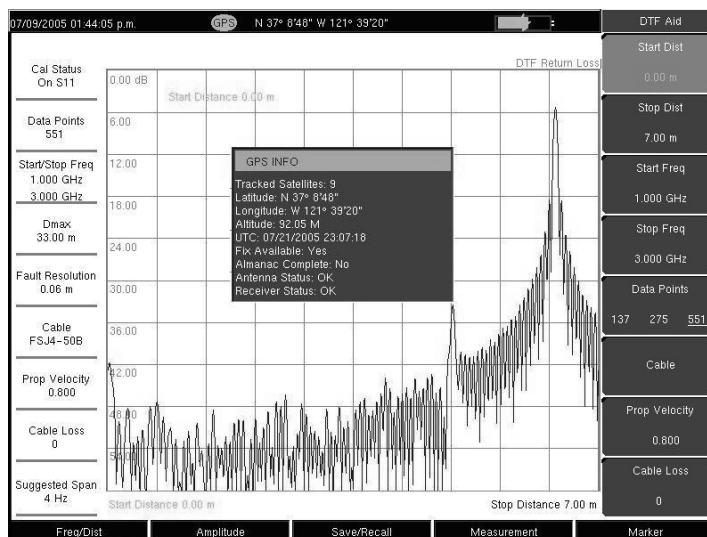 07/09/2005 01:44:05 p.m.
GPS
N 37° 8'48" W 121° 39'20"
DTF Aid
Cal Status
On S11
Data Points
551
Start/Stop Freq
1.000 GHz
3.000 GHz
Dmax
33.00 m
Fault Resolution
0.06 m
Cable
FSJ4-50B
Prop Velocity
0.800
Cable Loss
0
Suggested Span
4 Hz
DTF Return Loss
0.00 dB
Start Distance 0.00 m
6.00
12.00
18.00
24.00
30.00
36.00
42.00
48.00
54.00
GPS INFO
Tracked Satellites: 9
Latitude: N 37° 8'48"
Longitude: W 121° 39'20"
Altitude: 92.05 M
UTC: 07/21/2005 23:07:18
Fix Available: Yes
Almanac Complete: No
Antenna Status: OK
Receiver Status: OK
Start Distance 0.00 m
Stop Distance 7.00 m
Start Dist
0.00 m
Stop Dist
7.00 m
Start Freq
1.000 GHz
Stop Freq
3.000 GHz
Data Points
137 275 551
Cable
Prop Velocity
0.800
Cable Loss
0
Freq/Dist
Amplitude
Save/Recall
Measurement
Marker